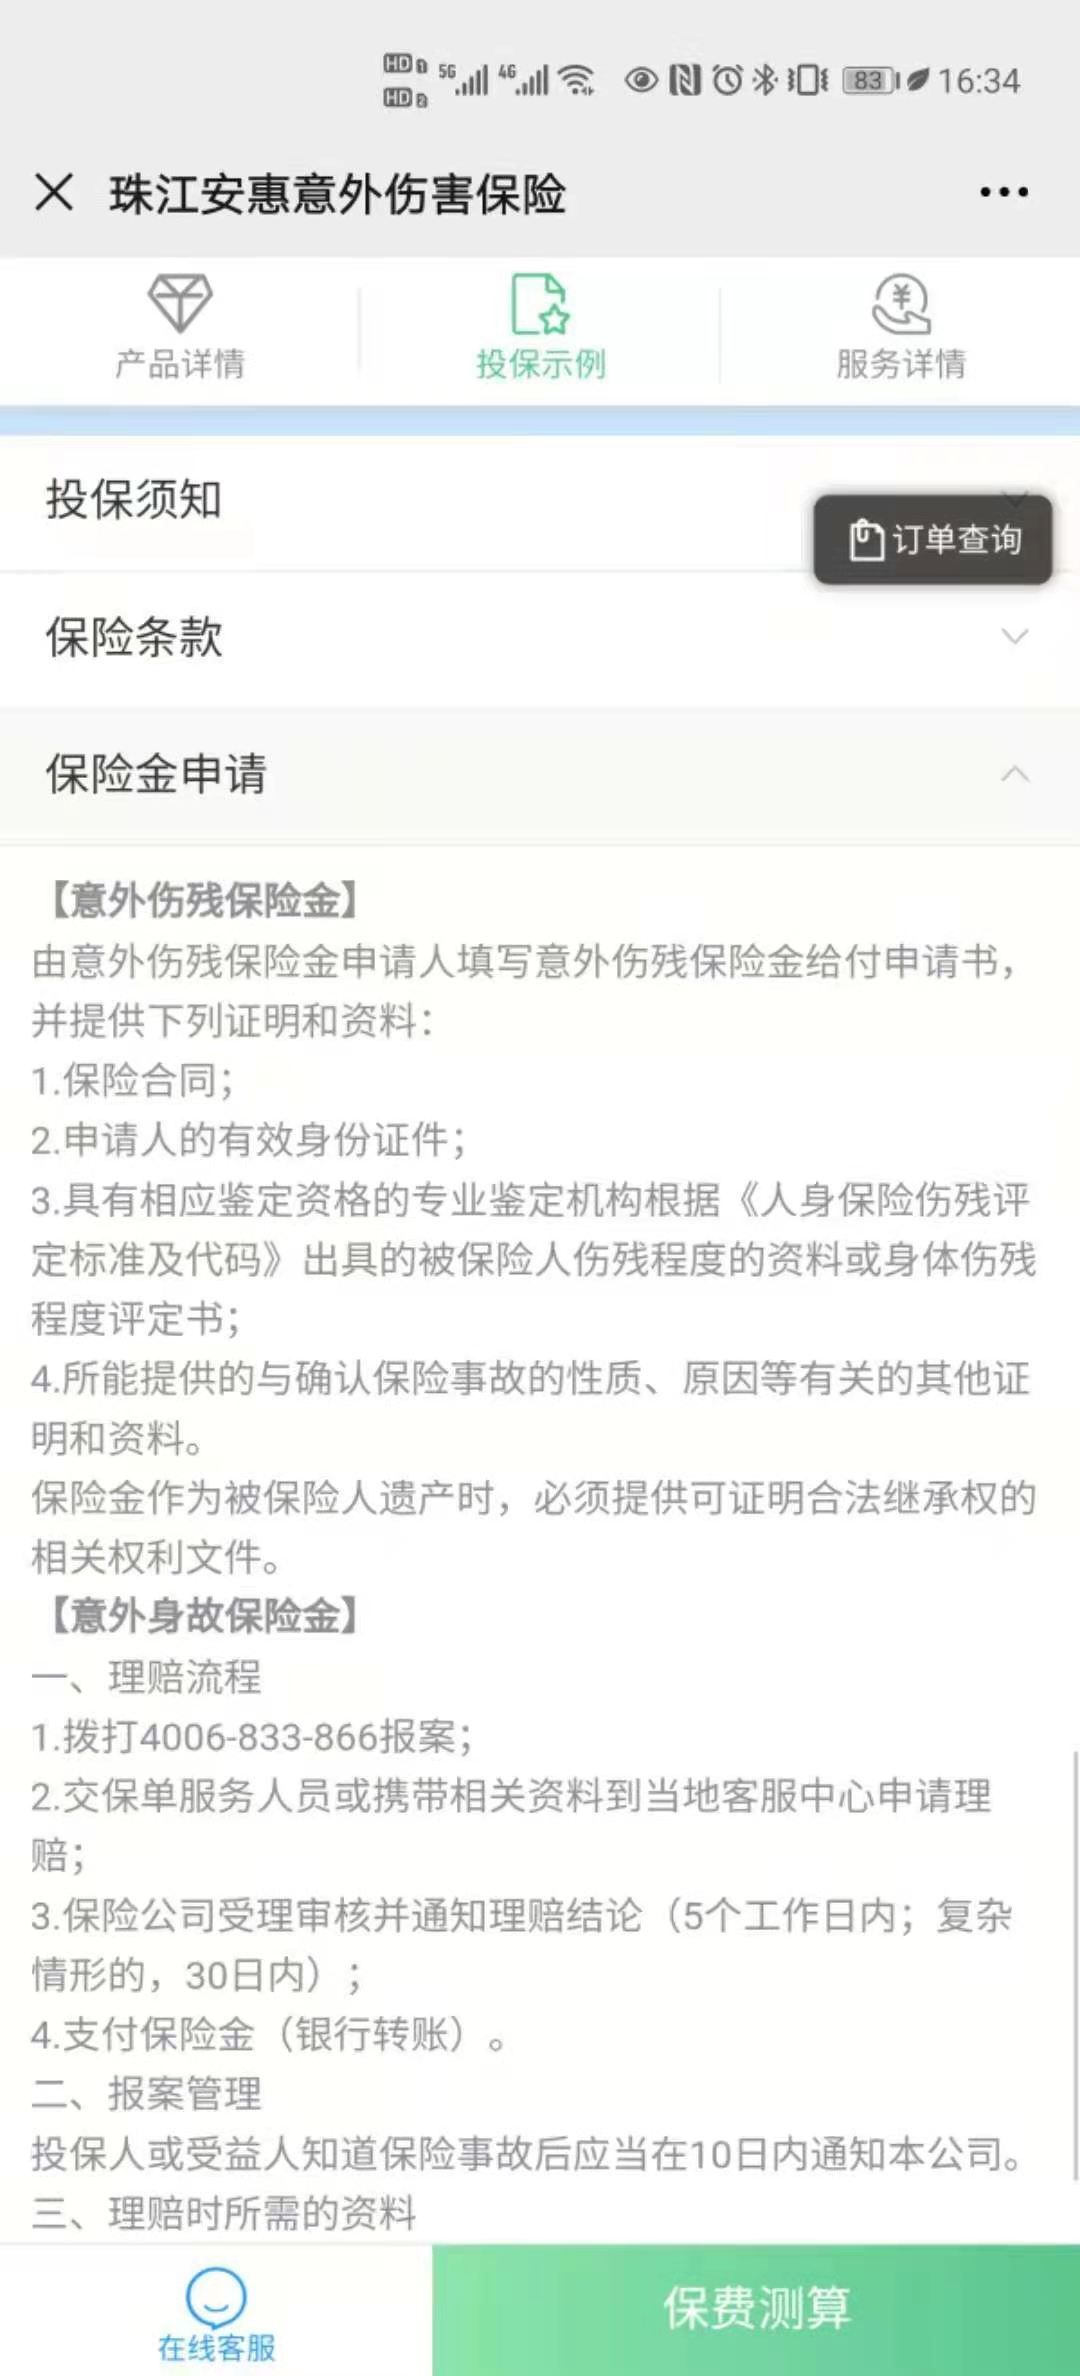 HD 1 5G 4G 83 16:34
HD 2
珠江安惠意外伤害保险
产品详情 投保示例 服务详情
投保须知
订单查询
保险条款
保险金申请
【意外伤残保险金】
由意外伤残保险金申请人填写意外伤残保险金给付申请书，
并提供下列证明和资料：
1.保险合同；
2.申请人的有效身份证件；
3.具有相应鉴定资格的专业鉴定机构根据《人身保险伤残评
定标准及代码》出具的被保险人伤残程度的资料或身体伤残
程度评定书；
4.所能提供的与确认保险事故的性质、原因等有关的其他证
明和资料。
保险金作为被保险人遗产时，必须提供可证明合法继承权的
相关权利文件。
【意外身故保险金】
一、理赔流程
1.拨打4006-833-866报案；
2.交保单服务人员或携带相关资料到当地客服中心申请理
赔；
3.保险公司受理审核并通知理赔结论（5个工作日内；复杂
情形的，30日内）；
4.支付保险金（银行转账）。
二、报案管理
投保人或受益人知道保险事故后应当在10日内通知本公司。
三、理赔时所需的资料
在线客服
保费测算